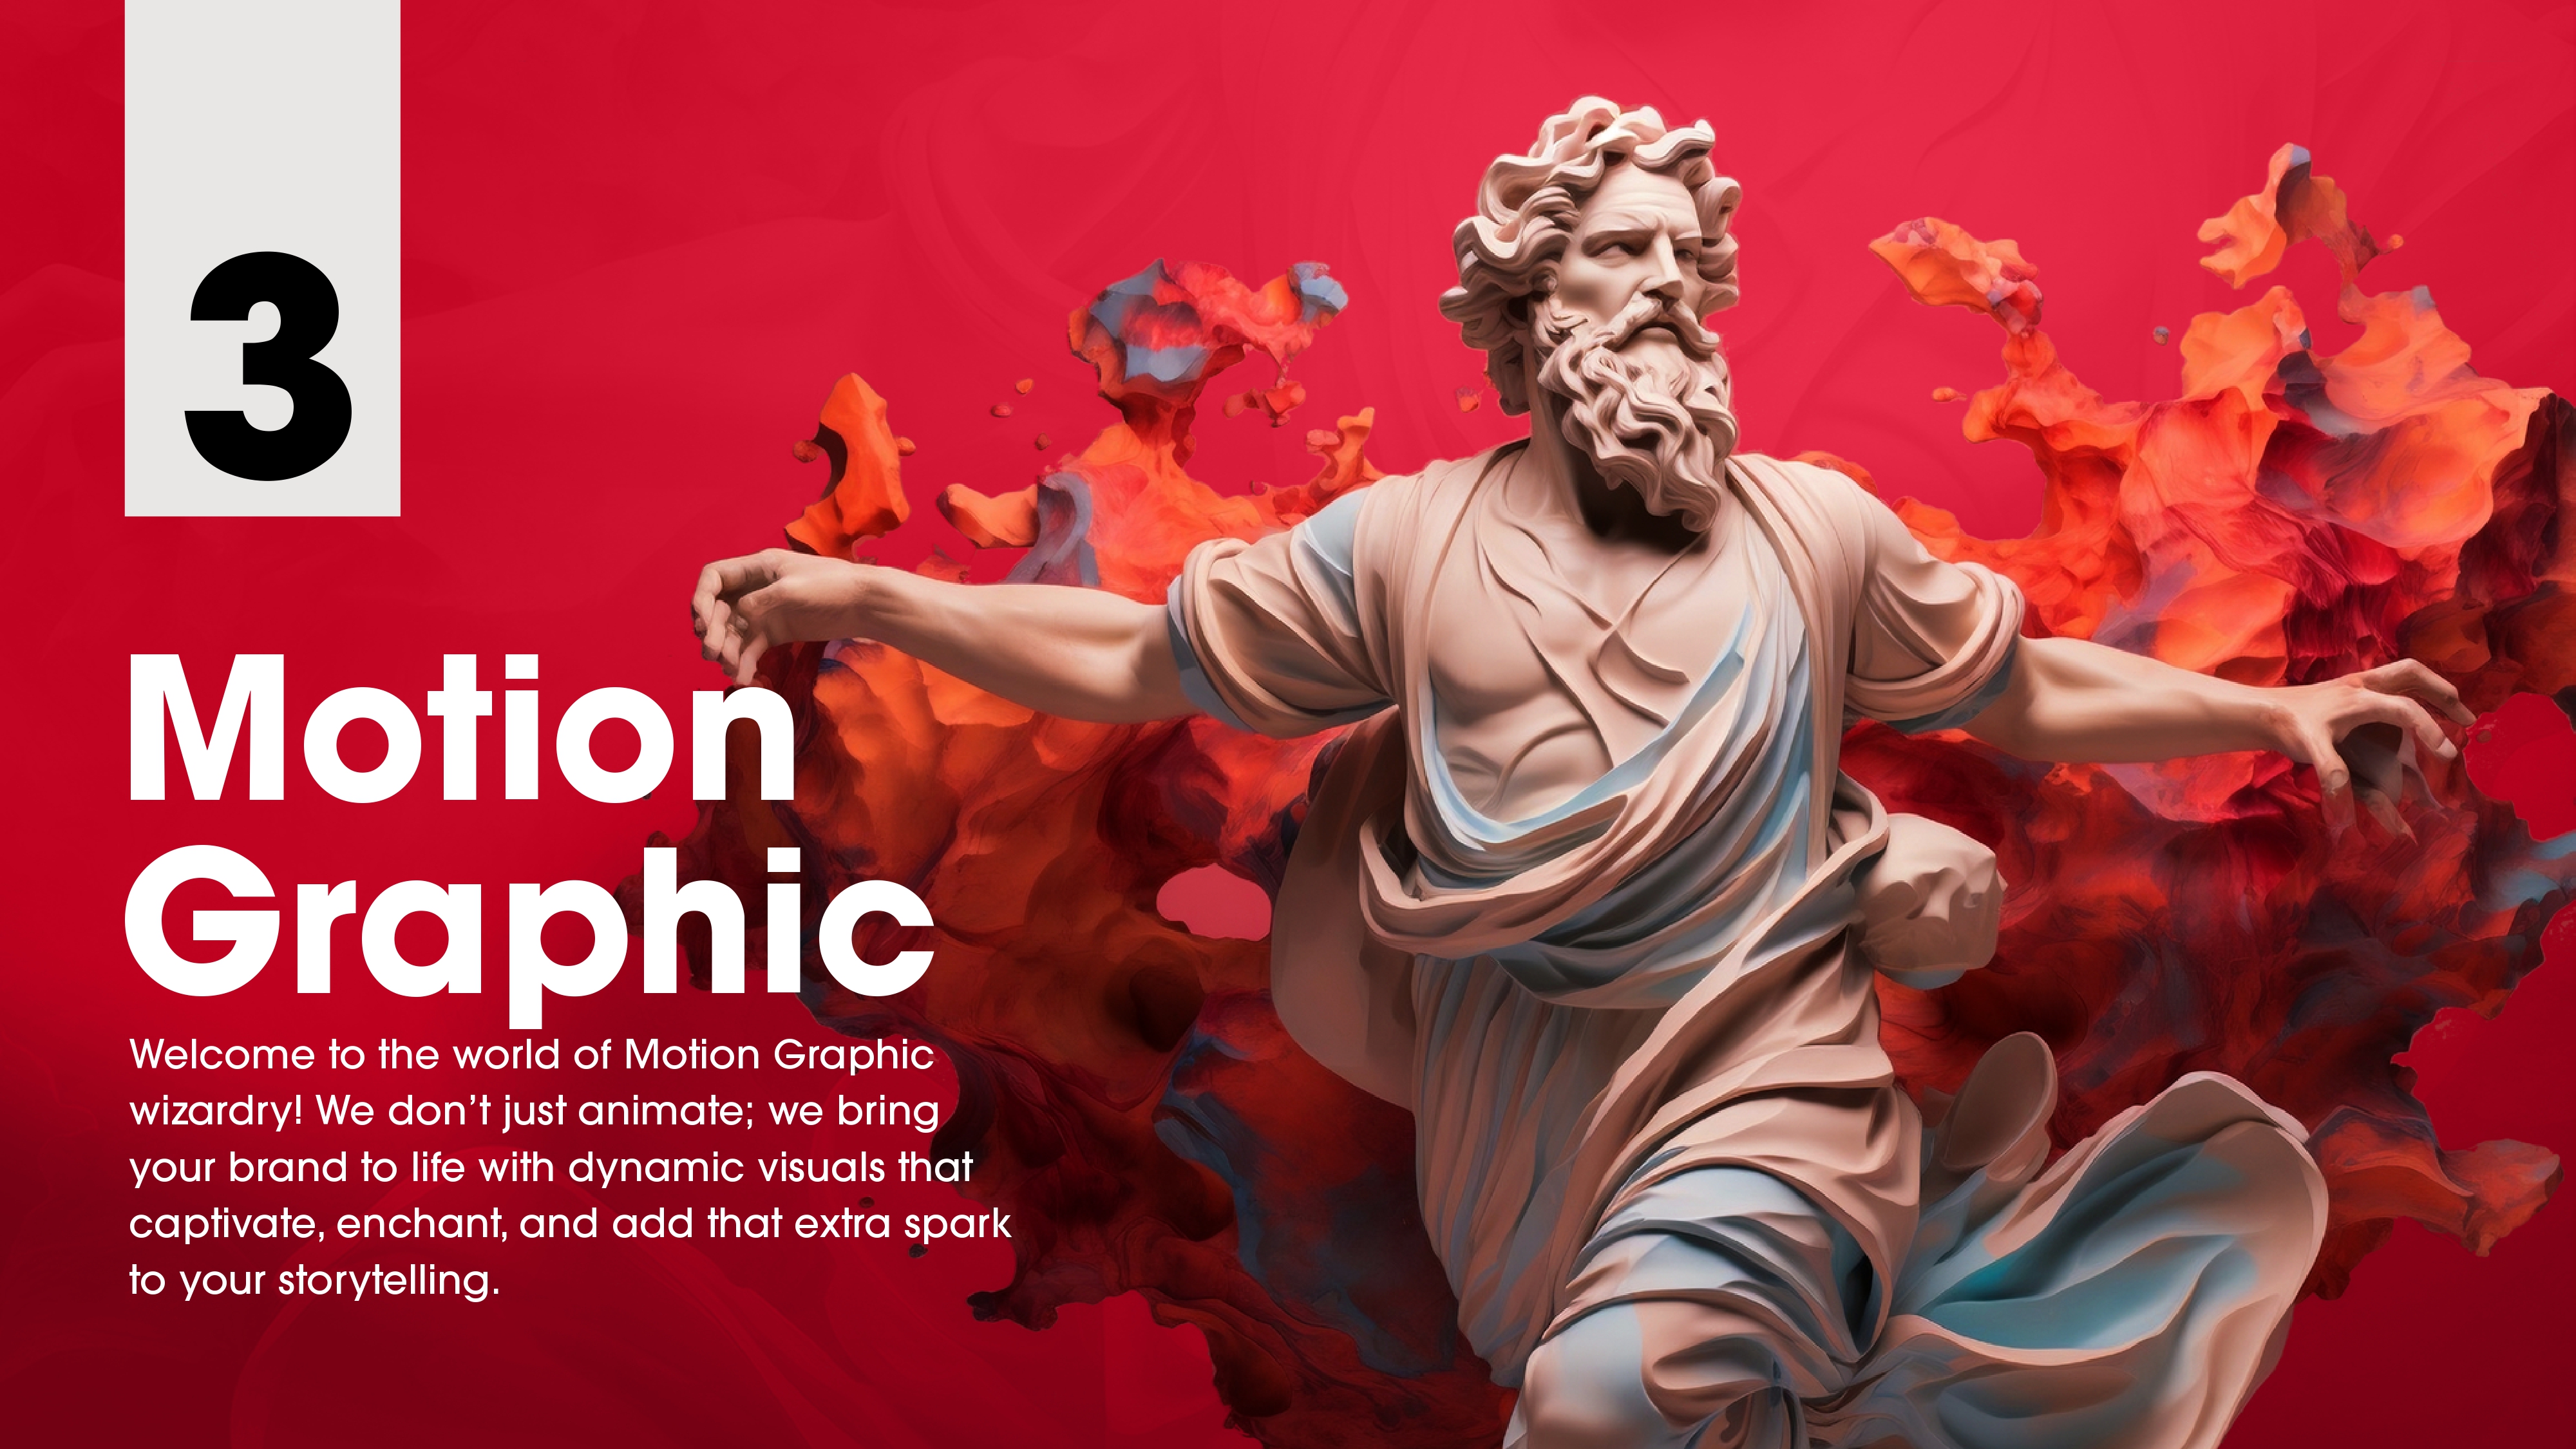 3
Motion
Graphic
Welcome to the world of Motion Graphic
wizardry! We don’t just animate; we bring
your brand to life with dynamic visuals that
captivate, enchant, and add that extra spark
to your storytelling.